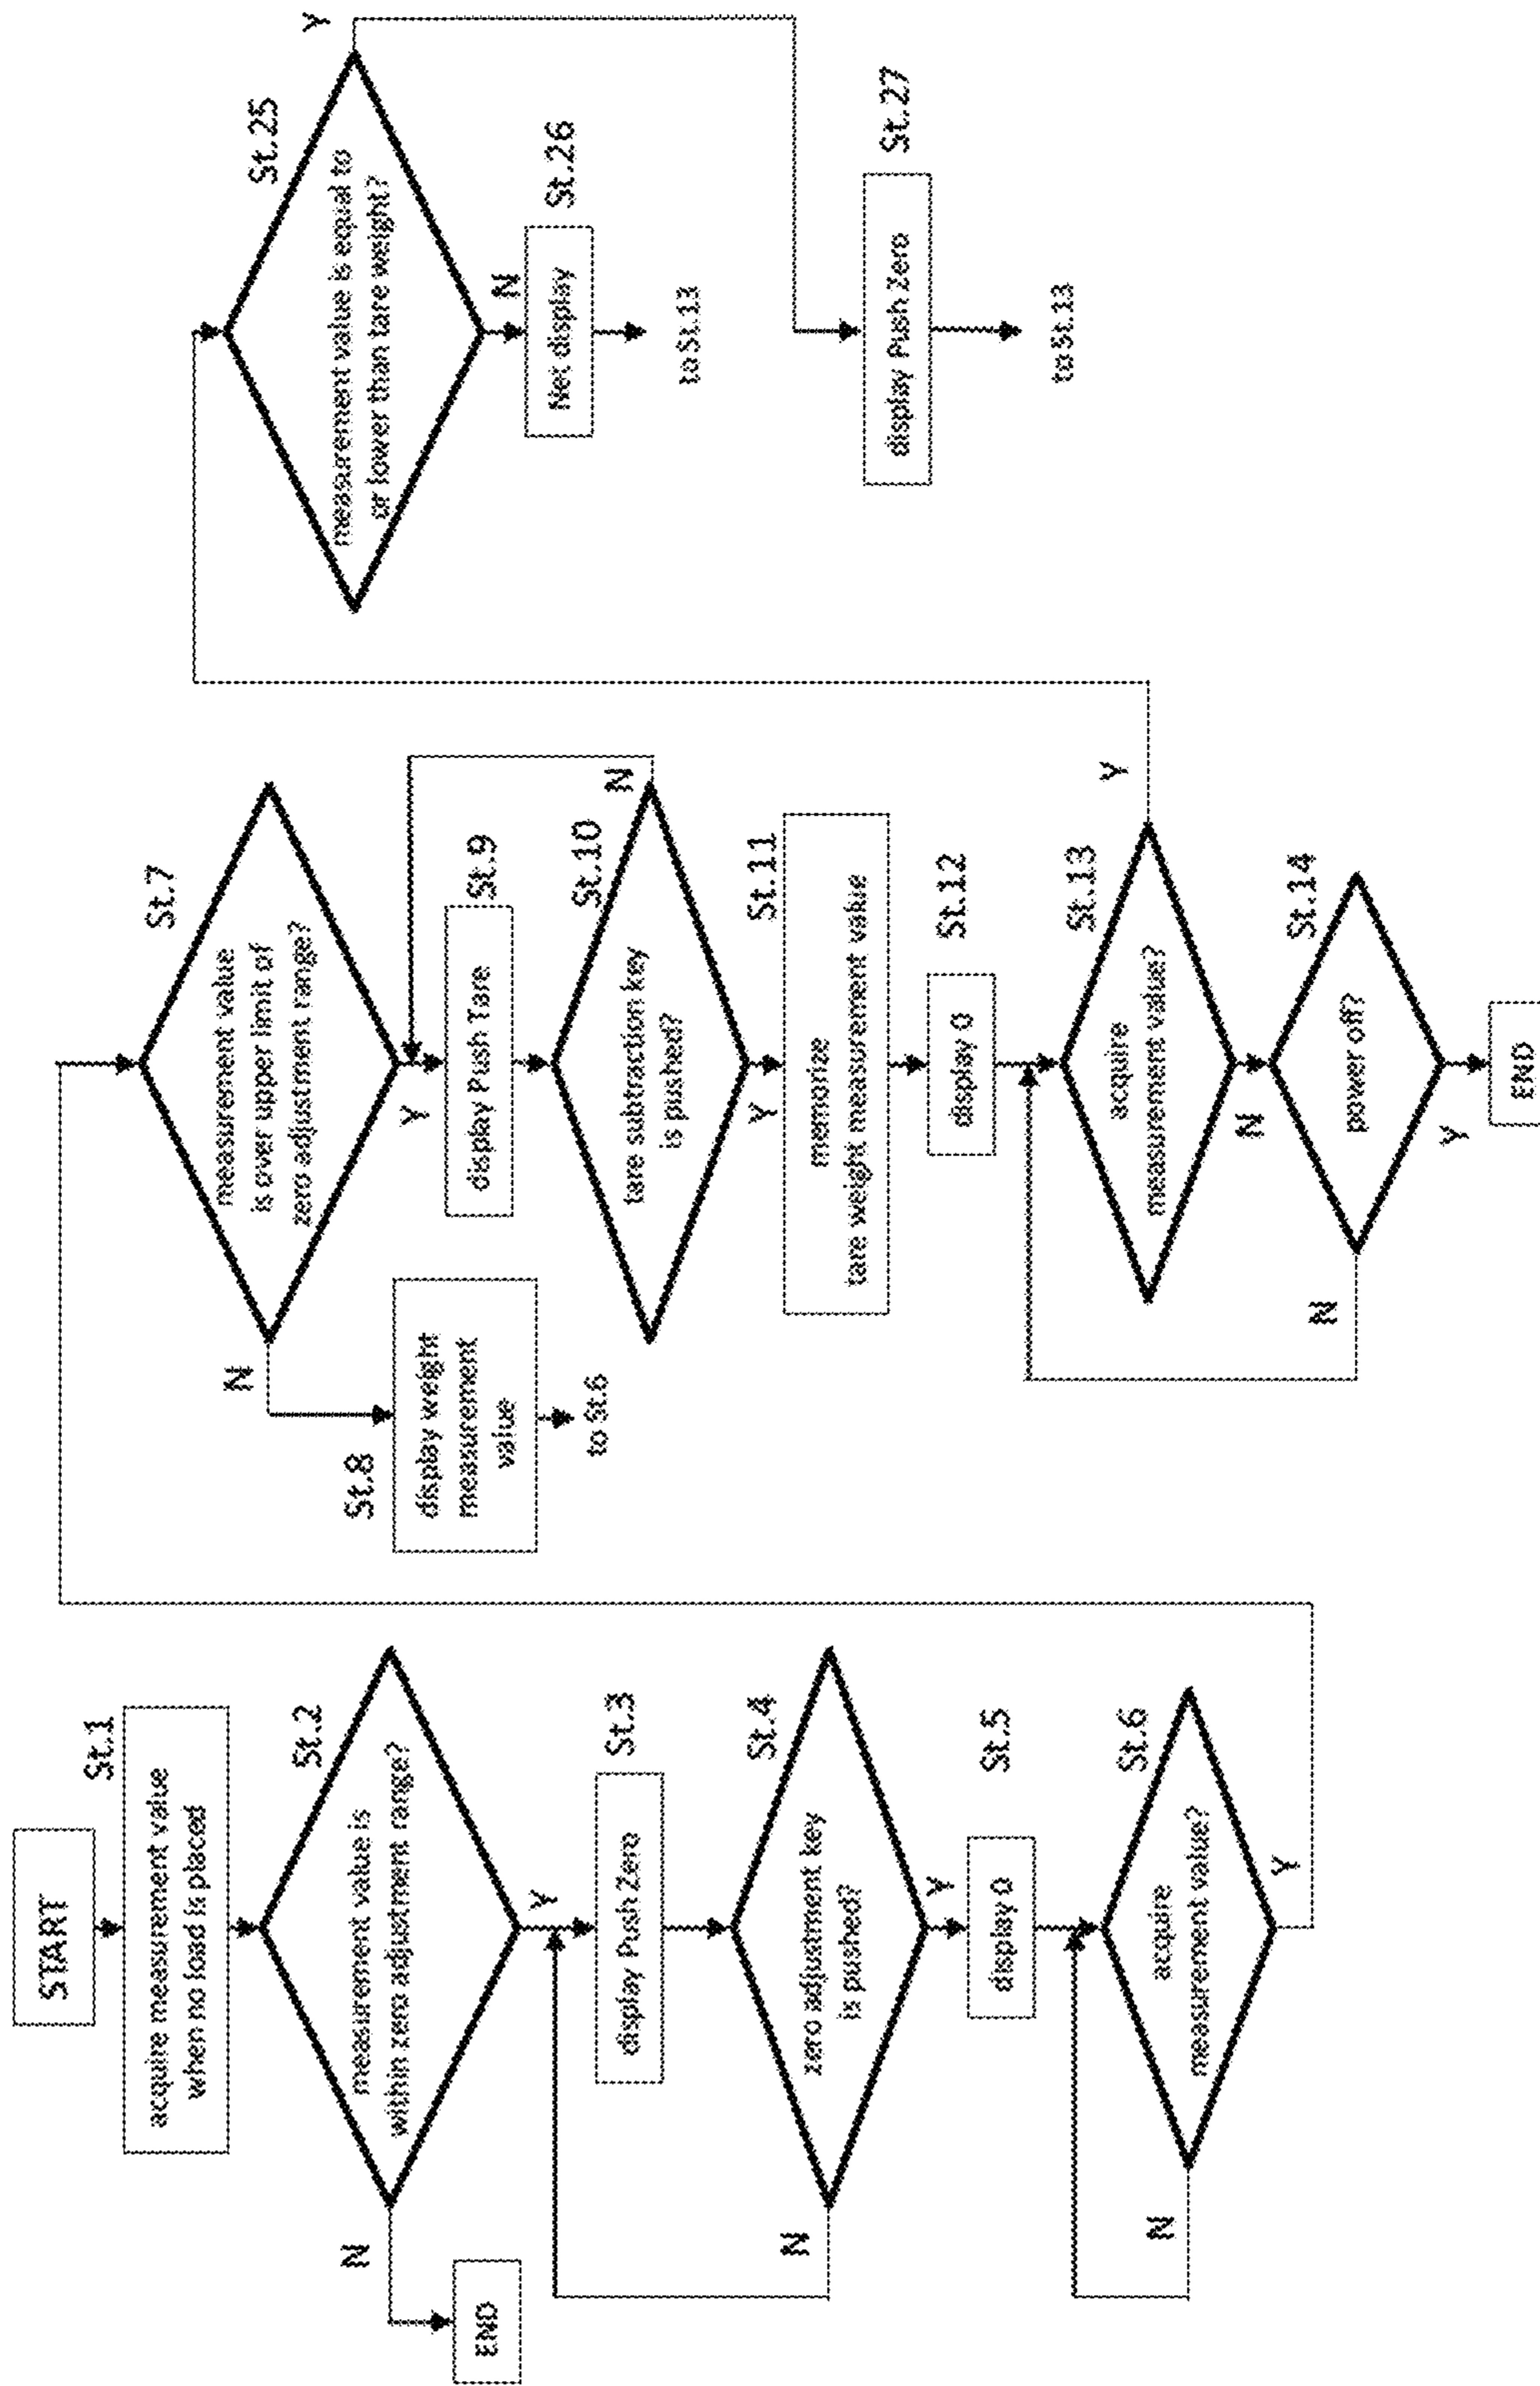 START
St.1
acquire measurement value
when no load is placed
St.2
measurement value is
within zero adjustment range?
N
END
Y
St.3
display Push Zero
St.4
zero adjustment key
is pushed?
N
Y
St.5
display 0
St.6
acquire
measurement value?
N
Y
St.7
measurement value
is over upper limit of
zero adjustment range?
N
St.8
display weight
measurement
value
to St.6
Y
St.9
display Push Tare
St.10
tare subtraction key
is pushed?
N
Y
St.11
memorize
tare weight measurement value
St.12
display 0
St.13
acquire
measurement value?
Y
N
St.14
power off?
N
Y
END
St.25
measurement value is equal to
or lower than tare weight?
Y
N
St.26
Net display
to St.13
St.27
display Push Zero
to St.13